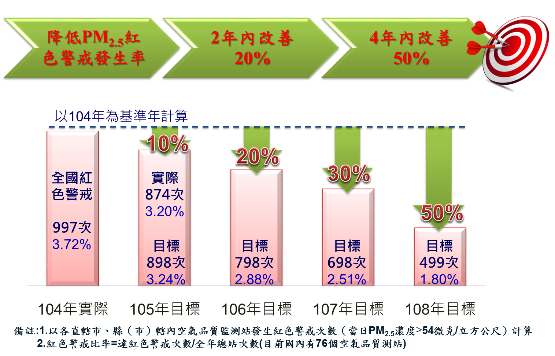 降低PM2.5紅
色警戒發生率
2年內改善
20%
4年內改善
50%
以104年為基準年計算
10%
20%
30%
50%
全國紅
色警戒
997次
3.72%
實際
874次
3.20%
目標
898次
3.24%
目標
798次
2.88%
目標
698次
2.51%
目標
499次
1.80%
104年實際
105年目標
106年目標
107年目標
108年目標
備註:1.以各直轄市、縣（市）轄內空氣品質監測站發生紅色警戒次數（當日PM2.5濃度>54微克/立方公尺）計算
2.紅色警戒比率=達紅色警戒次數/全年總站次數(目前國內有76個空氣品質測站)